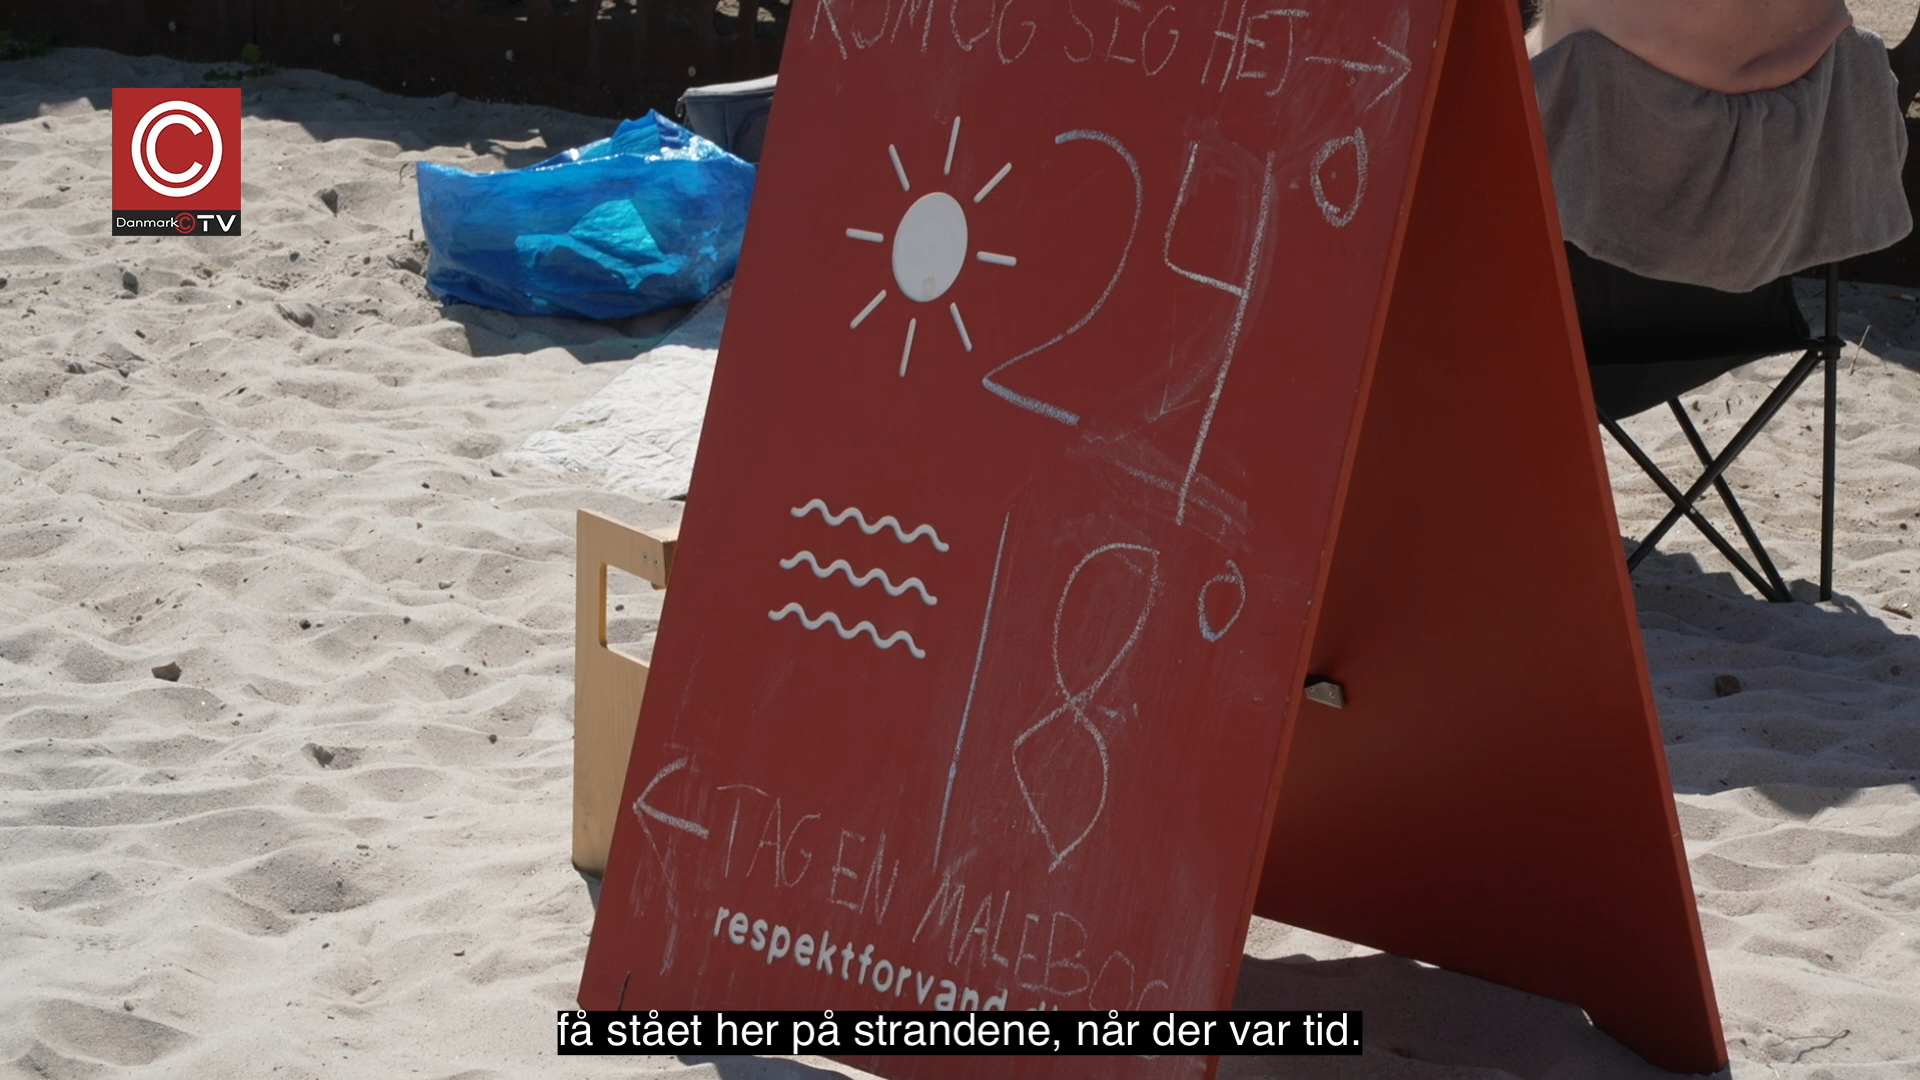 KOM OG SIG HEJ →
24°
18°
← TAG EN MALEBOG
respektforvand.d
Danmark©TV
få stået her på strandene, når der var tid.